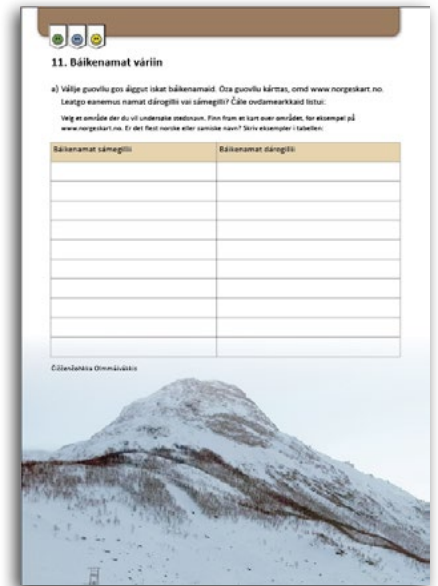 11. Báikenamat váriin
a) Vállje guovllu gos áiggut iskat báikenamaid. Oza guovllu kárttas, omd www.norgeskart.no.
Leatgo eanemus namat dárogillii vai sámegillii? Čále ovdamearkkaid listui:
Velg et område der du vil undersøke stedsnavn. Finn fram et kart over området, for eksempel på
www.norgeskart.no. Er det flest norske eller samiske navn? Skriv eksempler i tabellen:
Báikenamat sámegillii Báikenamat dárogillii
Olmmáivákkis